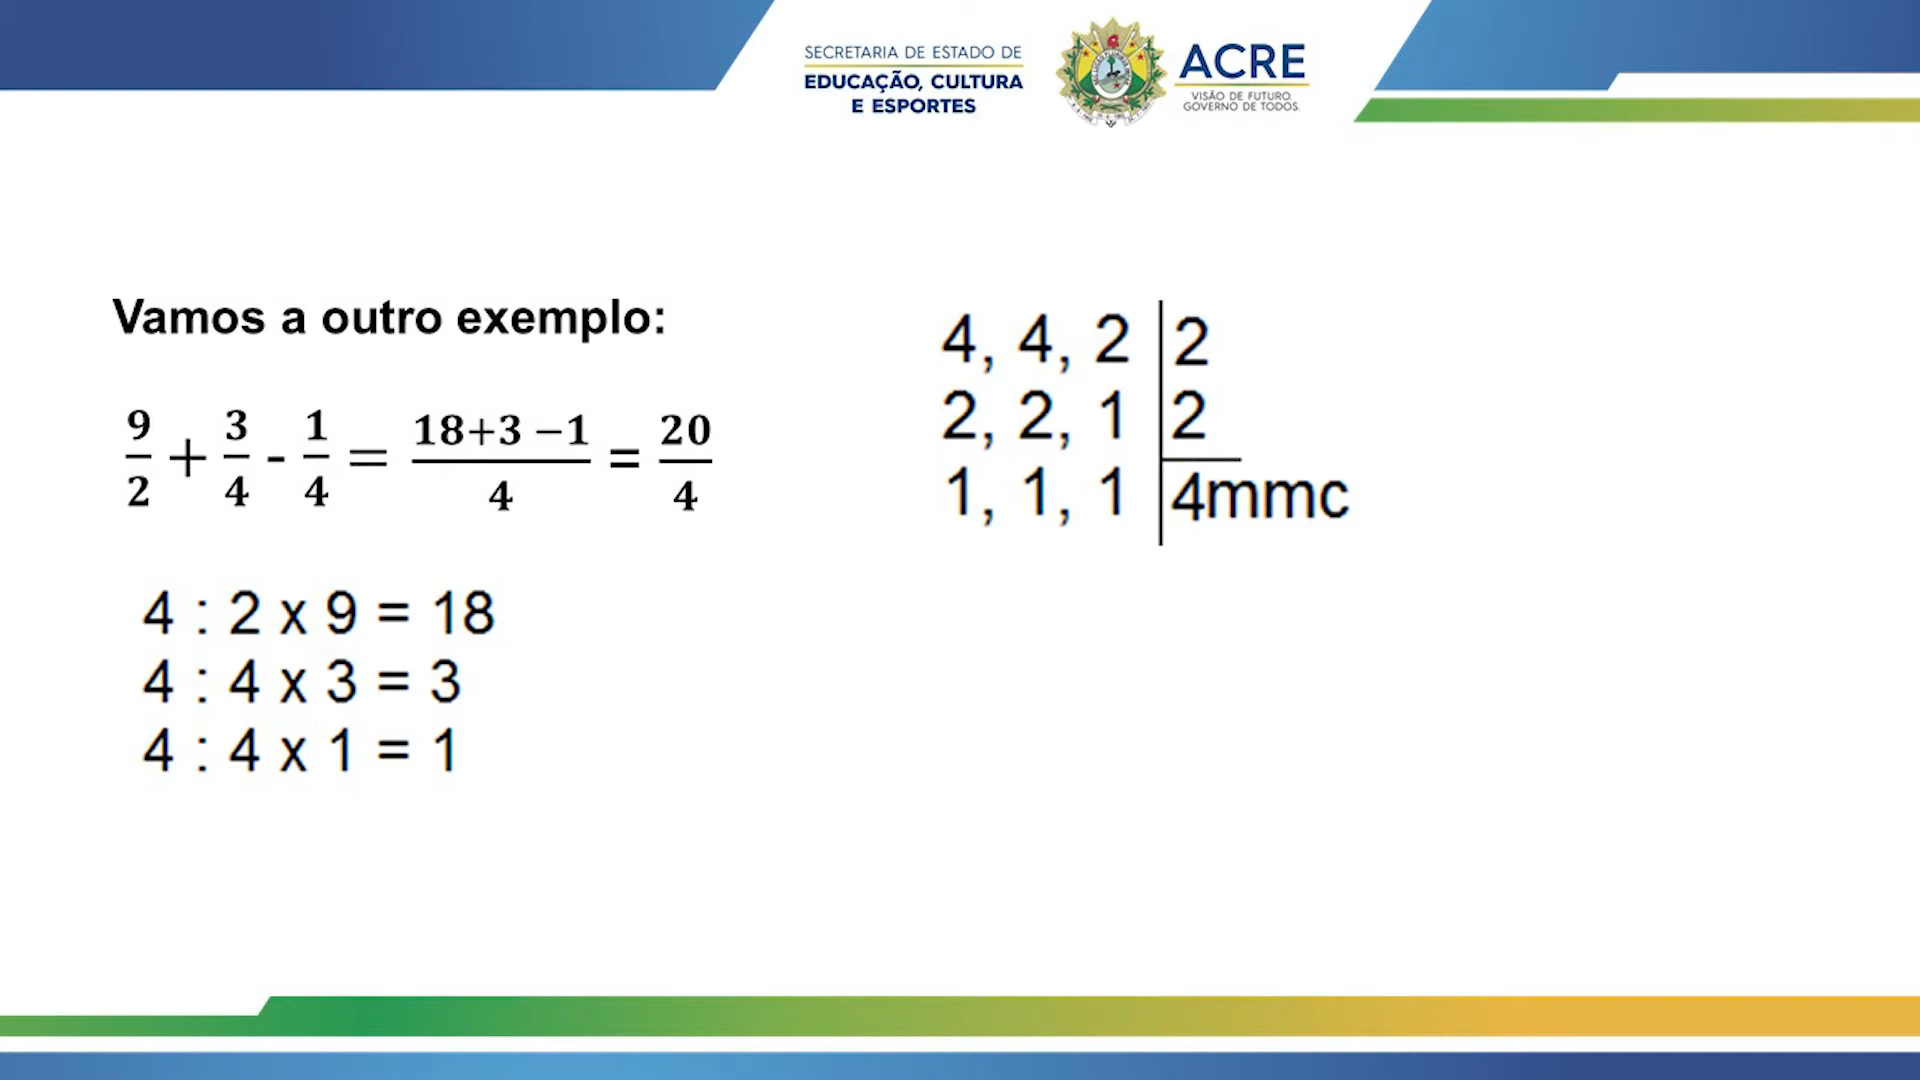 SECRETARIA DE ESTADO DE
EDUCAÇÃO, CULTURA
E ESPORTES
ACRE
VISÃO DE FUTURO.
GOVERNO DE TODOS.
Vamos a outro exemplo:
9/2 + 3/4 - 1/4 = 18+3 −1/4 = 20/4
4 : 2 x 9 = 18
4 : 4 x 3 = 3
4 : 4 x 1 = 1
4, 4, 2 | 2
2, 2, 1 | 2
1, 1, 1 | 4mmc